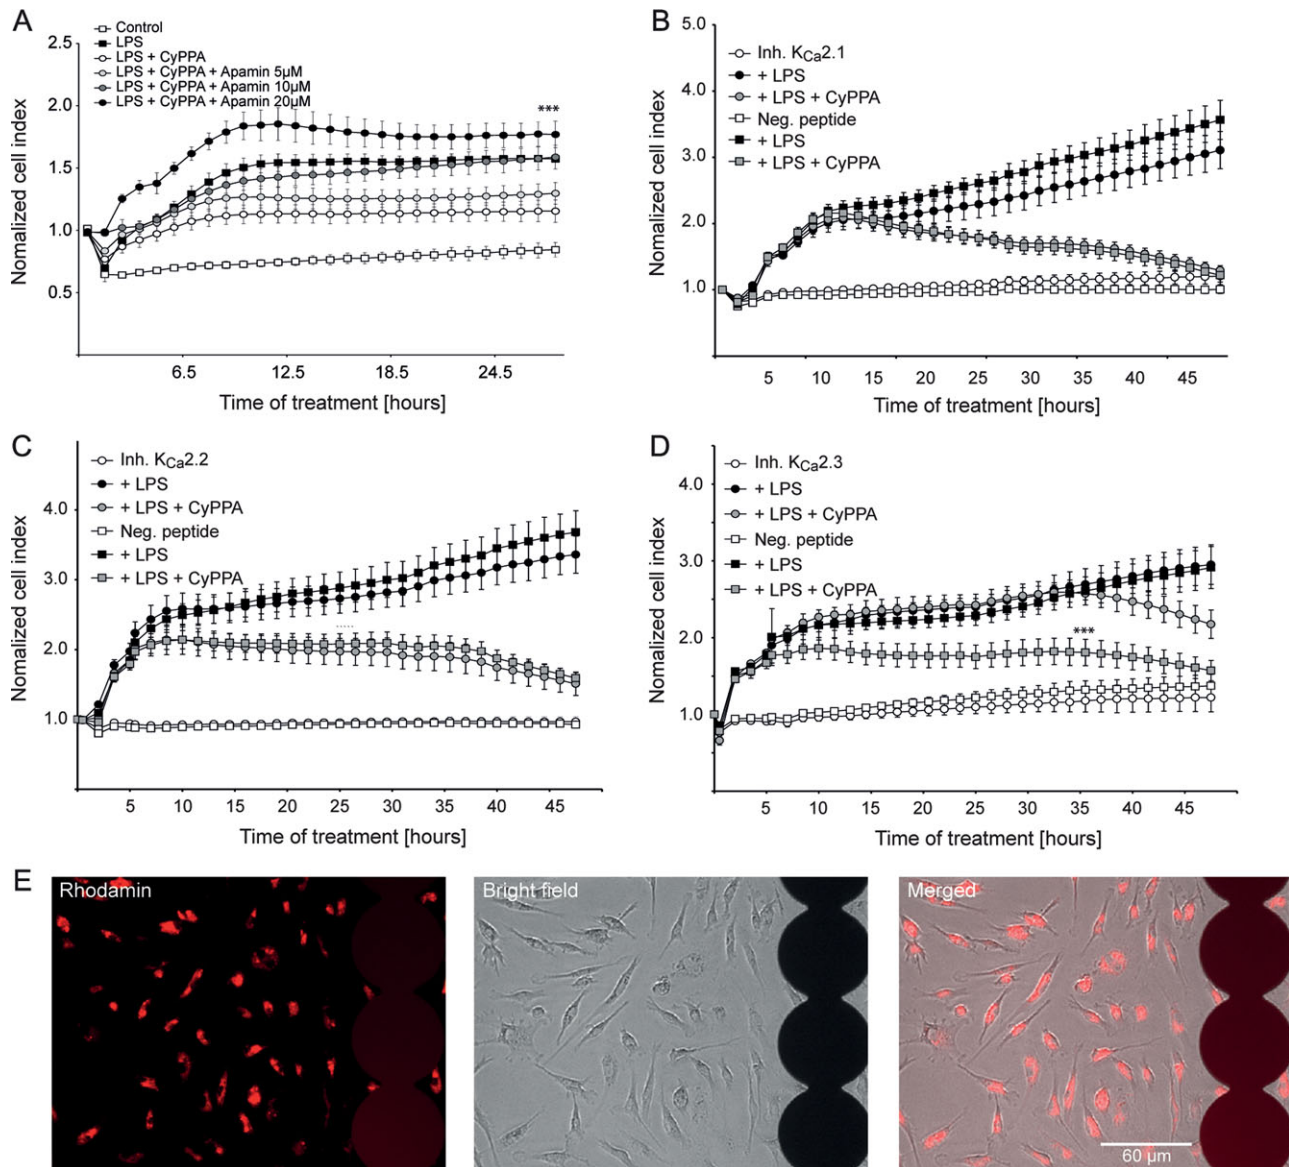 A
Control
LPS
LPS + CyPPA
LPS + CyPPA + Apamin 5µM
LPS + CyPPA + Apamin 10µM
LPS + CyPPA + Apamin 20µM
***
2.5
2.0
1.5
1.0
0.5
Nomalized cell index
6.5 12.5 18.5 24.5
Time of treatment [hours]
B
Inh. KCa2.1
+ LPS
+ LPS + CyPPA
Neg. peptide
+ LPS
+ LPS + CyPPA
5.0
4.0
3.0
2.0
1.0
Nomalized cell index
5 10 15 20 25 30 35 40 45
Time of treatment [hours]
C
Inh. KCa2.2
+ LPS
+ LPS + CyPPA
Neg. peptide
+ LPS
+ LPS + CyPPA
4.0
3.0
2.0
1.0
Nomalized cell index
5 10 15 20 25 30 35 40 45
Time of treatment [hours]
D
Inh. KCa2.3
+ LPS
+ LPS + CyPPA
Neg. peptide
+ LPS
+ LPS + CyPPA
***
4.0
3.0
2.0
1.0
Nomalized cell index
5 10 15 20 25 30 35 40 45
Time of treatment [hours]
E
Rhodamin
Bright field
Merged
60 µm